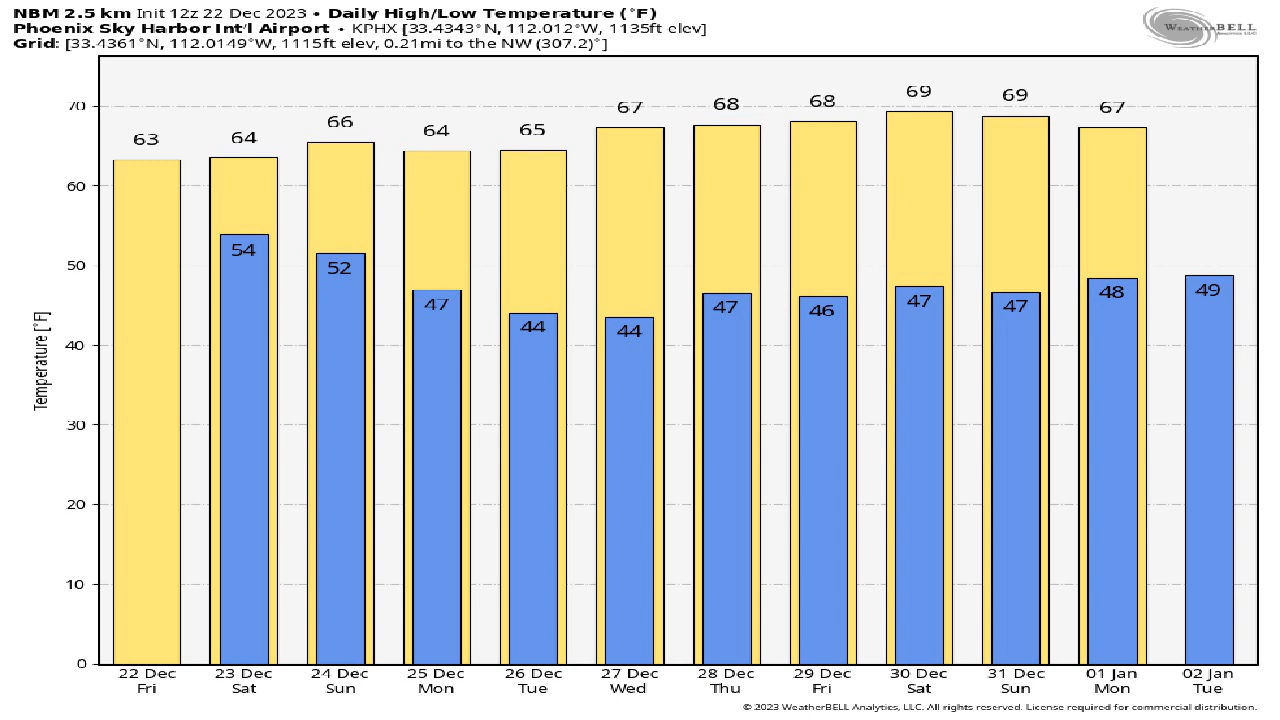 NBM 2.5 km Init 12z 22 Dec 2023 • Daily High/Low Temperature (°F)
Phoenix Sky Harbor Int'l Airport • KPHX [33.4343°N, 112.012°W, 1135ft elev]
Grid: [33.4361°N, 112.0149°W, 1115ft elev, 0.21mi to the NW (307.2)°]
WEATHERBELL
Temperature [°F]
70
60
50
40
30
20
10
0
63
64
66
64
65
67
68
68
69
69
67
54
52
47
44
44
47
46
47
47
48
49
22 Dec
Fri
23 Dec
Sat
24 Dec
Sun
25 Dec
Mon
26 Dec
Tue
27 Dec
Wed
28 Dec
Thu
29 Dec
Fri
30 Dec
Sat
31 Dec
Sun
01 Jan
Mon
02 Jan
Tue
© 2023 WeatherBELL Analytics, LLC. All rights reserved. License required for commercial distribution.